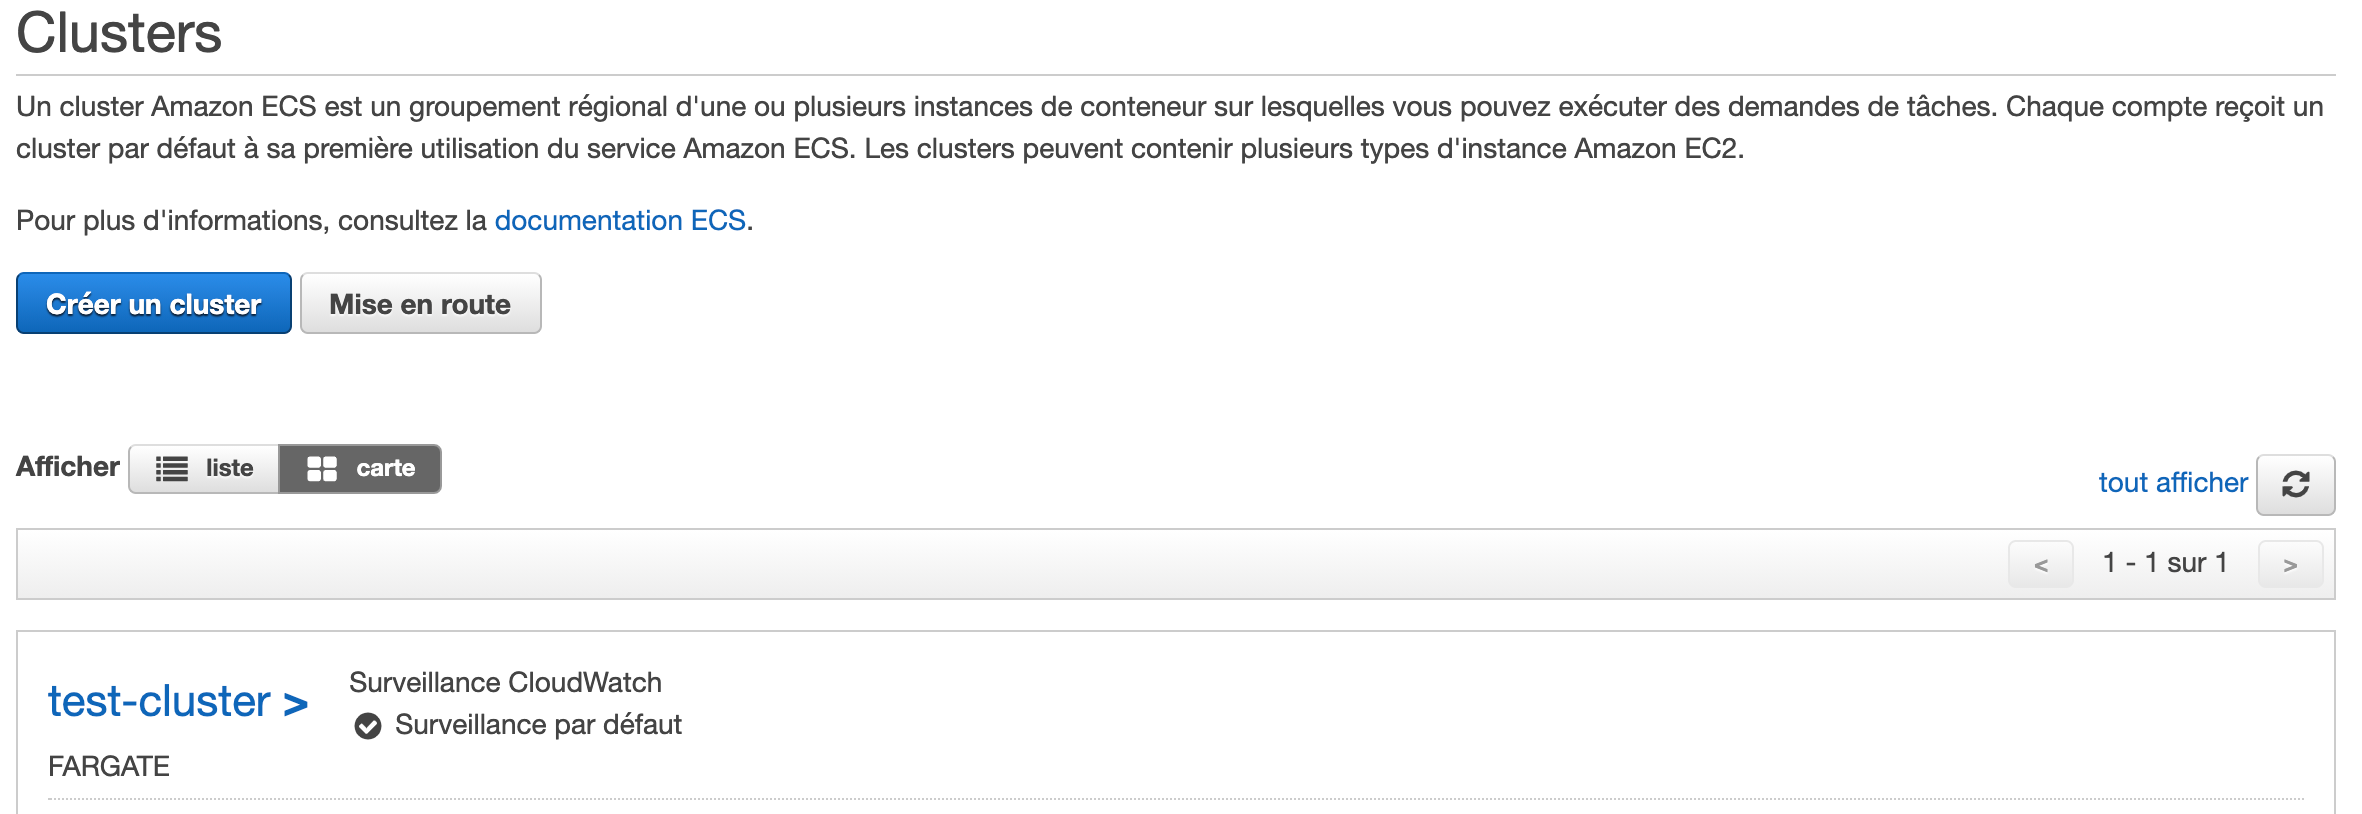 Clusters
Un cluster Amazon ECS est un groupement régional d'une ou plusieurs instances de conteneur sur lesquelles vous pouvez exécuter des demandes de tâches. Chaque compte reçoit un
cluster par défaut à sa première utilisation du service Amazon ECS. Les clusters peuvent contenir plusieurs types d'instance Amazon EC2.
Pour plus d'informations, consultez la documentation ECS.
Créer un cluster Mise en route
Afficher liste carte
tout afficher
< 1 - 1 sur 1 >
test-cluster >
Surveillance CloudWatch
Surveillance par défaut
FARGATE